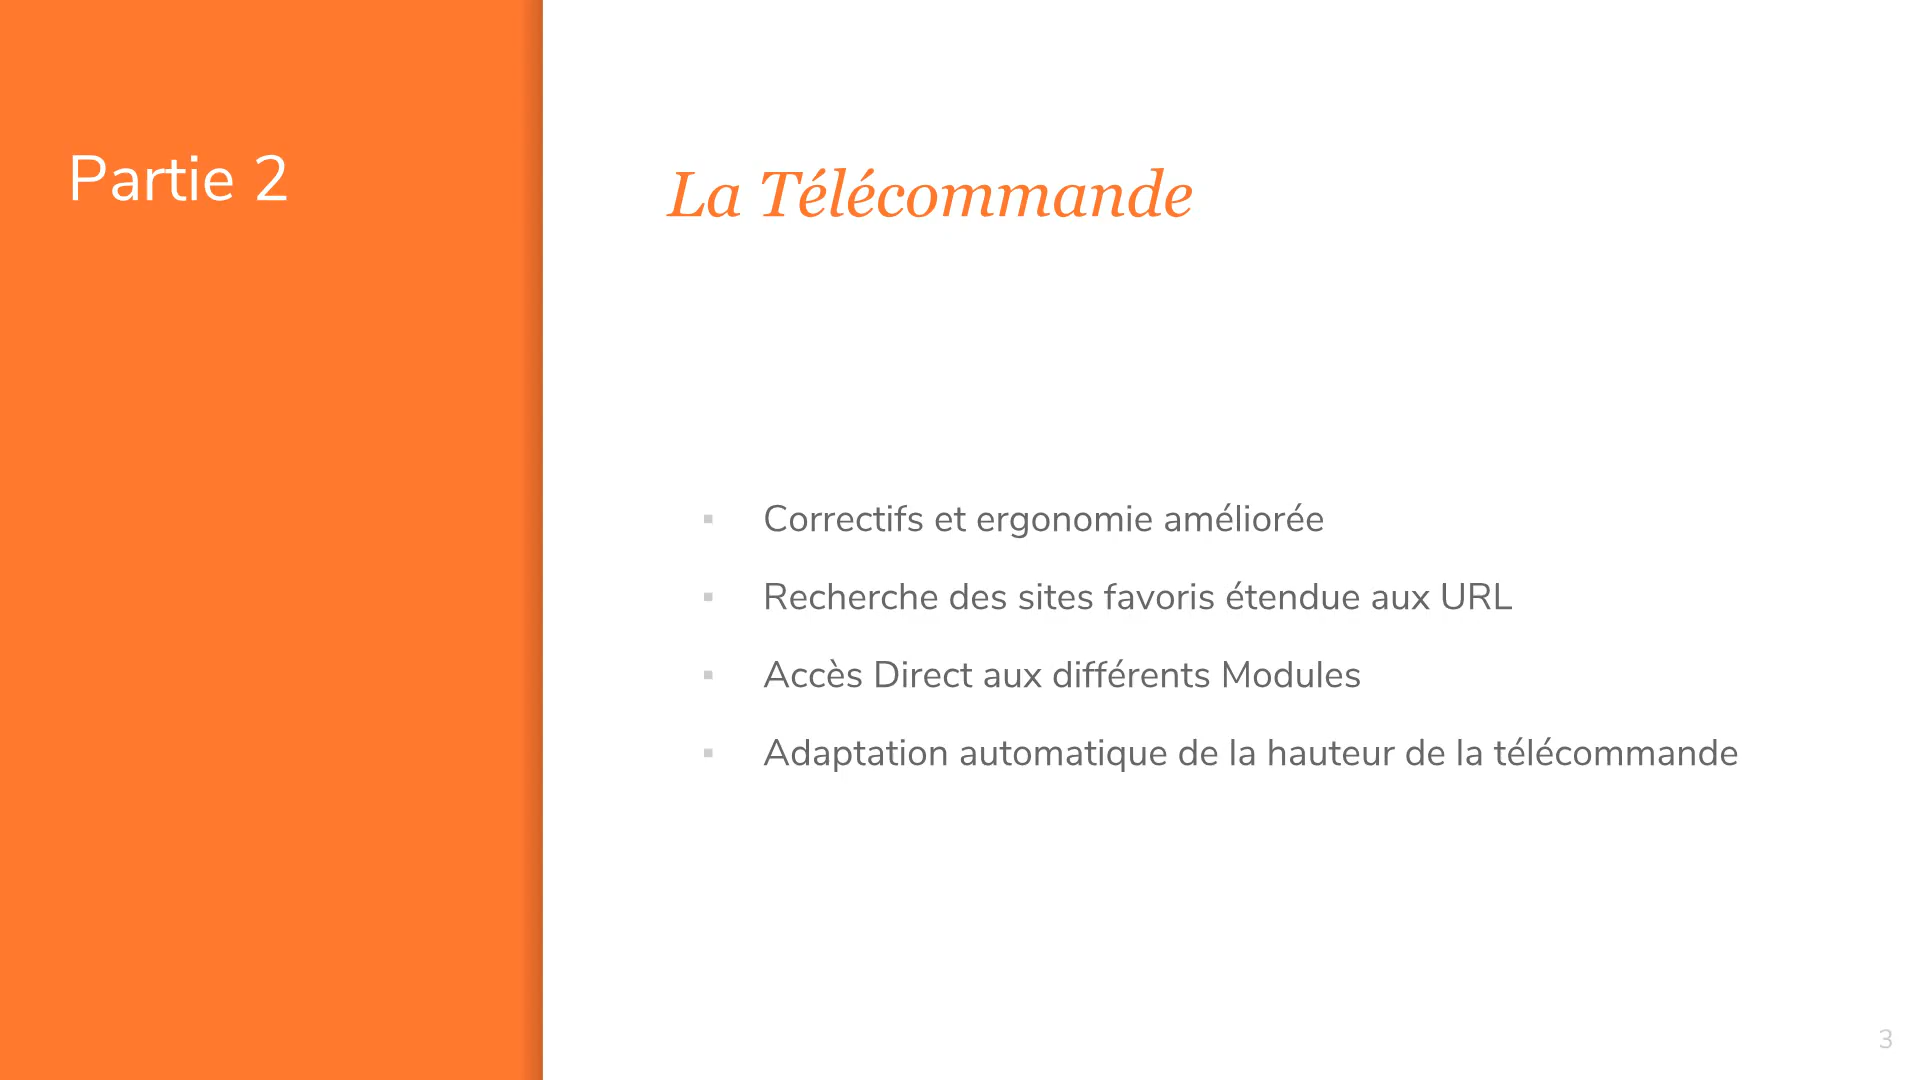 Partie 2
La Télécommande
▪ Correctifs et ergonomie améliorée
▪ Recherche des sites favoris étendue aux URL
▪ Accès Direct aux différents Modules
▪ Adaptation automatique de la hauteur de la télécommande
3